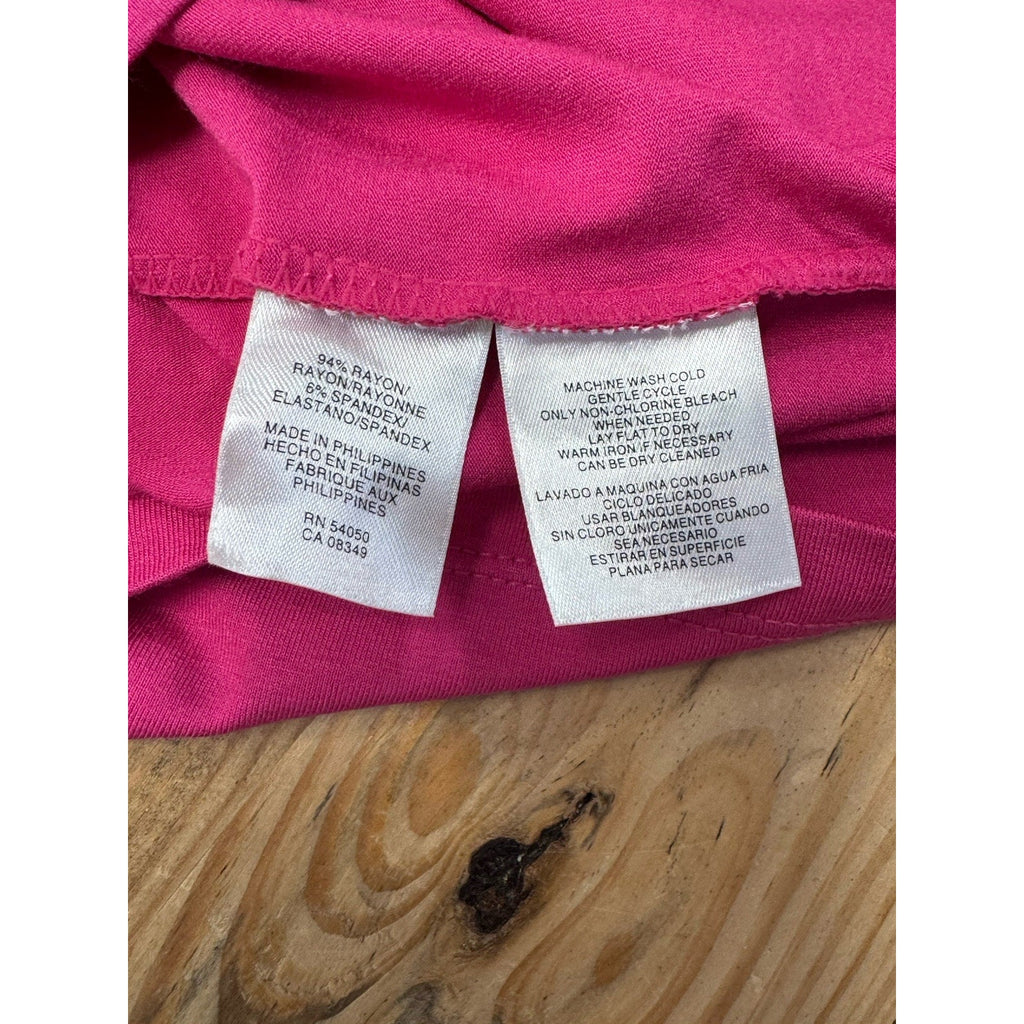 94% RAYON/
RAYON/RAYONNE
6% SPANDEX/
ELASTANO/SPANDEX
MADE IN PHILIPPINES
HECHO EN FILIPINAS
FABRIQUE AUX
PHILIPPINES
RN 54050
CA 08349
MACHINE WASH COLD
GENTLE CYCLE
ONLY NON-CHLORINE BLEACH
WHEN NEEDED
LAY FLAT TO DRY
WARM IRON IF NECESSARY
CAN BE DRY CLEANED
LAVADO A MAQUINA CON AGUA FRIA
CICLO DELICADO
USAR BLANQUEADORES
SIN CLORO UNICAMENTE CUANDO
SEA NECESARIO
ESTIRAR EN SUPERFICIE
PLANA PARA SECAR